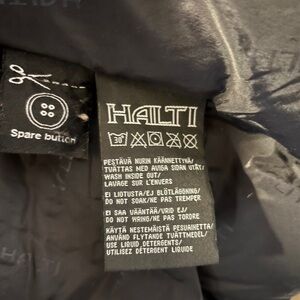 HALTI
30°
Spare button
PESTÄVÄ NURIN KÄÄNNETTYNÄ/
TVÄTTAS MED AVIGA SIDAN UTÅT/
WASH INSIDE OUT/
LAVAGE SUR L'ENVERS
EI LIOTUSTA/EJ BLÖTLÄGGNING/
DO NOT SOAK/NE PAS TREMPER
EI SAA VÄÄNTÄÄ/VRID EJ/
DO NOT WRING/NE PAS TORDRE
KÄYTÄ NESTEMÄISTÄ PESUAINETTA/
ANVÄND FLYTANDE TVÄTTMEDEL/
USE LIQUID DETERGENTS/
UTILISEZ DÉTERGENT LIQUIDE